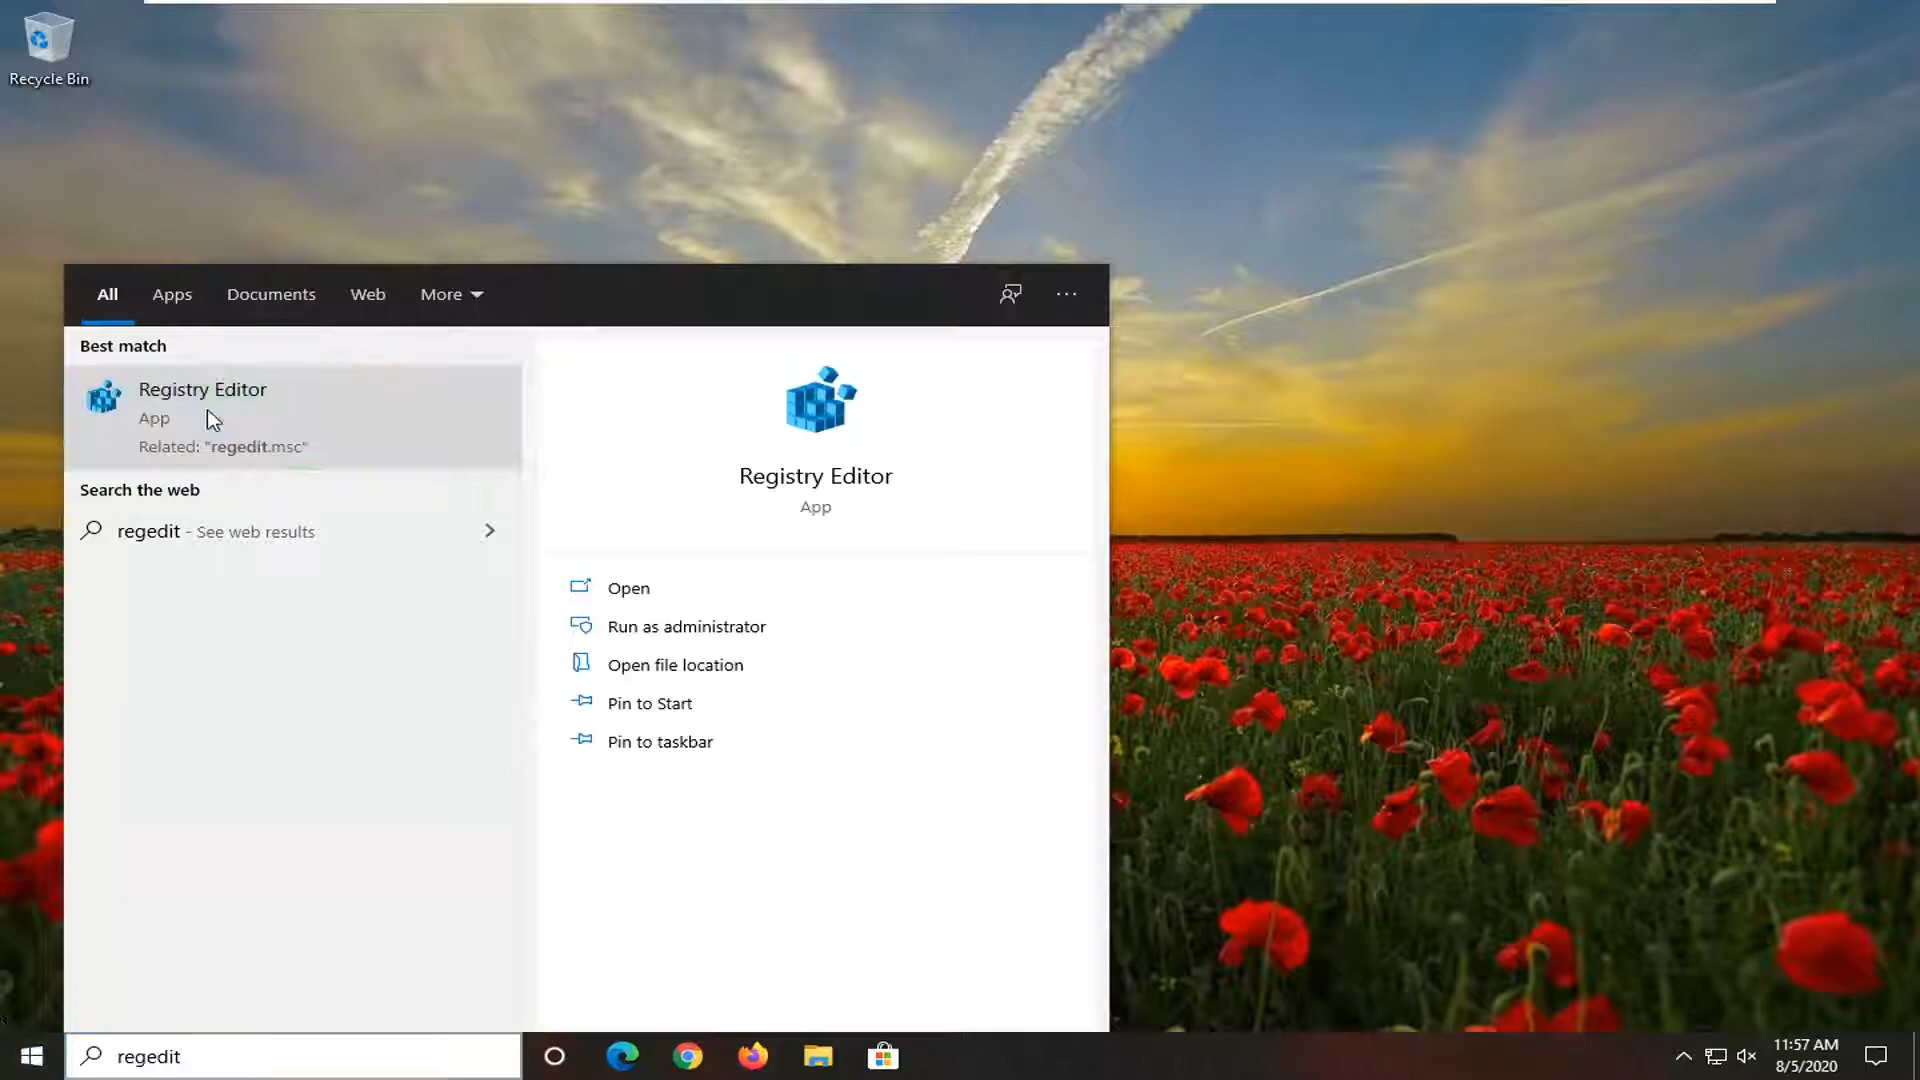 Recycle Bin
All Apps Documents Web More
Best match
Registry Editor
App
Related: "regedit.msc"
Search the web
regedit - See web results
Registry Editor
App
Open
Run as administrator
Open file location
Pin to Start
Pin to taskbar
regedit
11:57 AM
8/5/2020